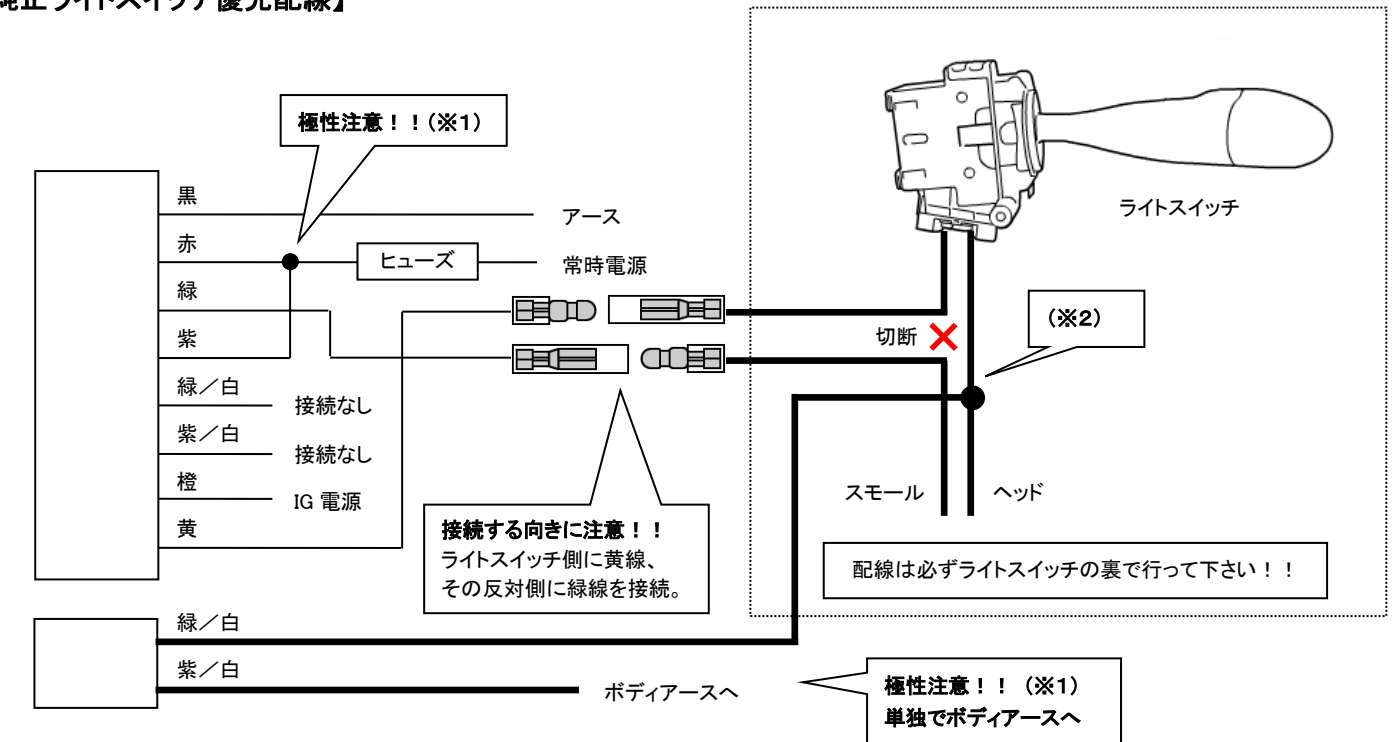 純正ライトスイッチ優先配線】
極性注意！！（※1）
黒
アース
赤
ヒューズ
常時電源
緑
紫
緑／白
接続なし
紫／白
接続なし
橙
IG 電源
黄
接続する向きに注意！！
ライトスイッチ側に黄線、
その反対側に緑線を接続。
ライトスイッチ
切断
（※2）
スモール
ヘッド
配線は必ずライトスイッチの裏で行って下さい！！
緑／白
紫／白
ボディアースへ
極性注意！！（※1）
単独でボディアースへ